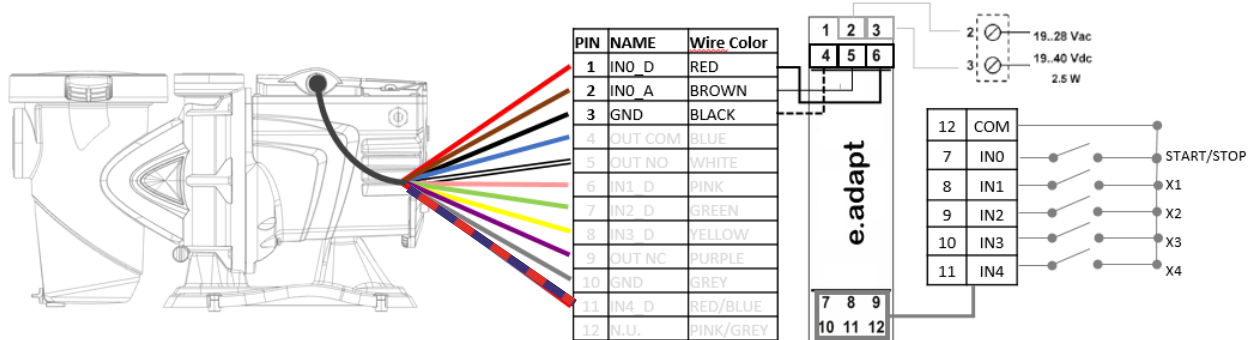 PIN NAME Wire Color
1 IN0_D RED
2 IN0_A BROWN
3 GND BLACK
4 OUT COM BLUE
5 OUT NO WHITE
6 IN1_D PINK
7 IN2_D GREEN
8 IN3_D YELLOW
9 OUT NC PURPLE
10 GND GREY
11 IN4_D RED/BLUE
12 N.U. PINK/GREY
1 2 3
4 5 6
e.adapt
7 8 9
10 11 12
2 19..28 Vac
3 19..40 Vdc
2.5 W
12 COM
7 IN0 START/STOP
8 IN1 X1
9 IN2 X2
10 IN3 X3
11 IN4 X4